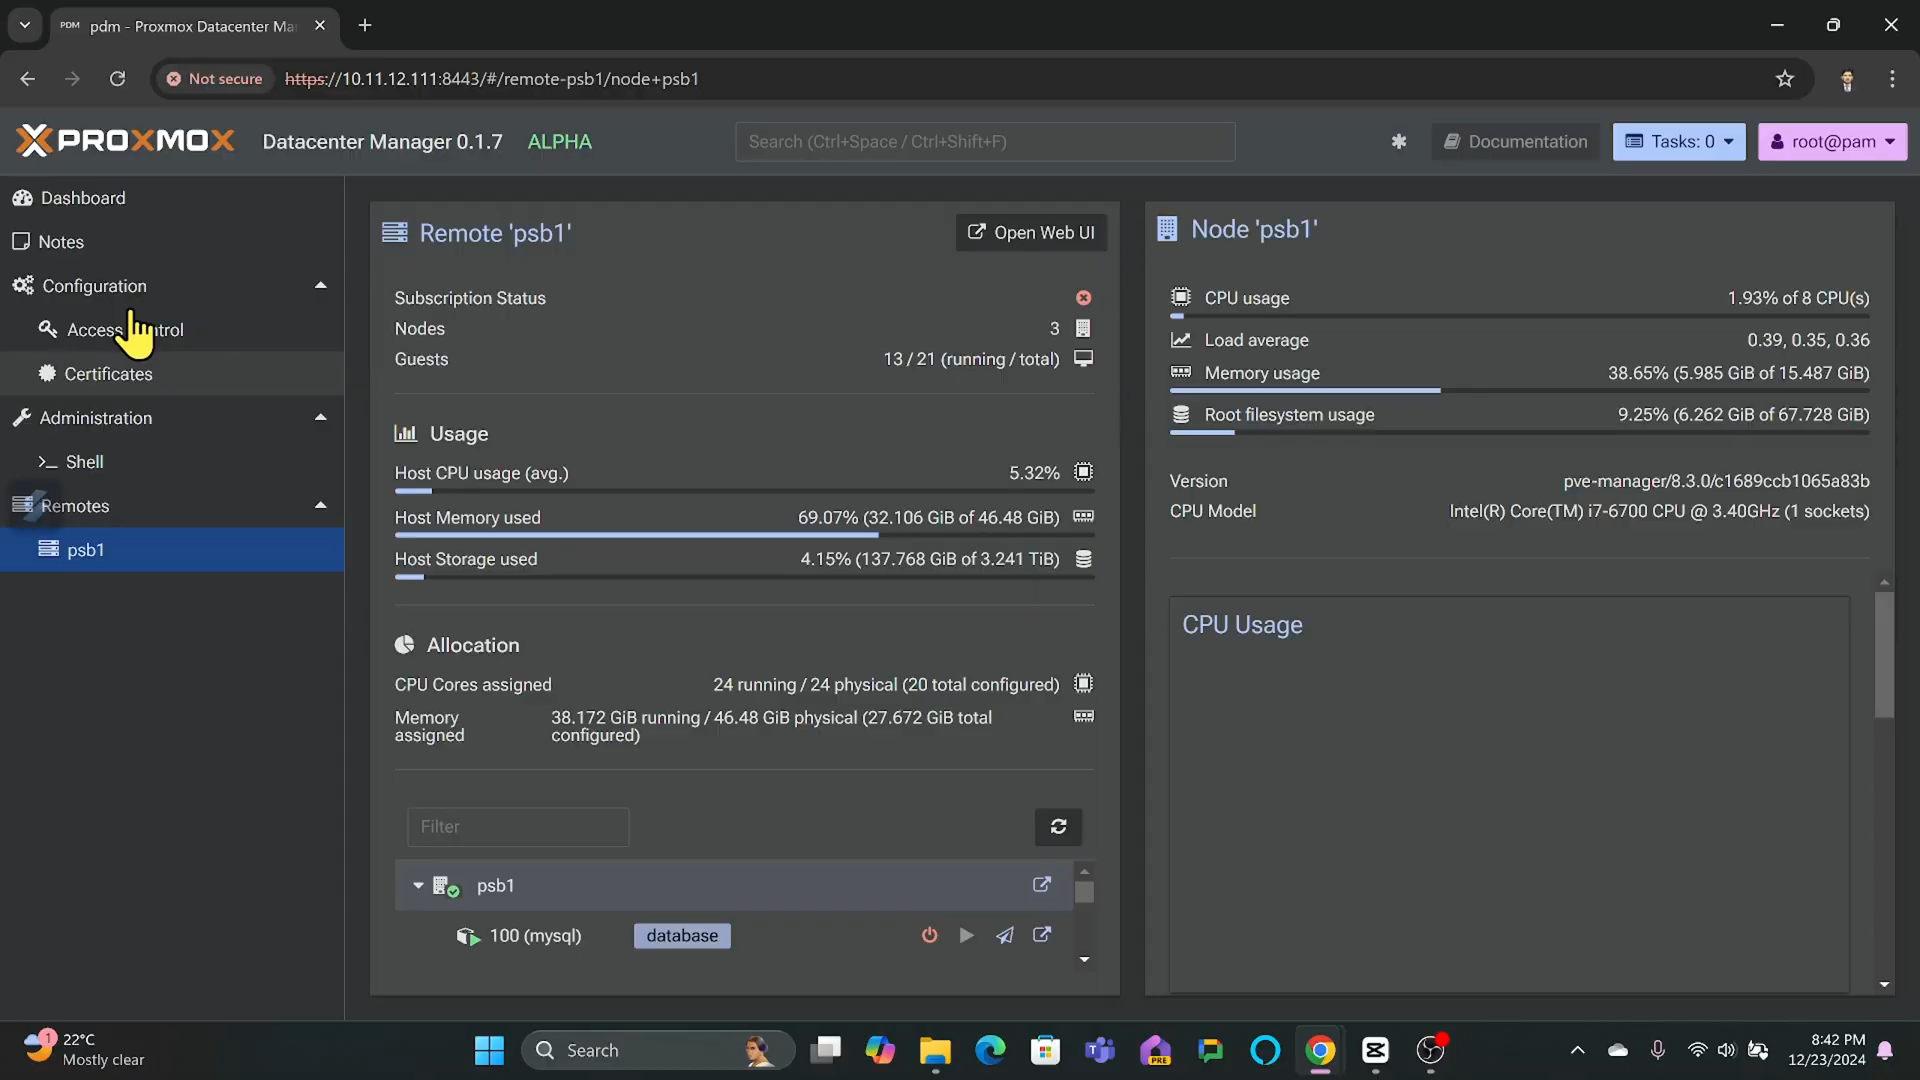 PDM pdm - Proxmox Datacenter Ma
Not secure https://10.11.12.111:8443/#/remote-psb1/node+psb1
PROXMOX Datacenter Manager 0.1.7 ALPHA Search (Ctrl+Space / Ctrl+Shift+F) Documentation Tasks: 0 root@pam
Dashboard
Notes
Configuration
Access ntrol
Certificates
Administration
Shell
Remotes
psb1
Remote 'psb1' Open Web UI
Subscription Status
Nodes 3
Guests 13 / 21 (running / total)
Usage
Host CPU usage (avg.) 5.32%
Host Memory used 69.07% (32.106 GiB of 46.48 GiB)
Host Storage used 4.15% (137.768 GiB of 3.241 TiB)
Allocation
CPU Cores assigned 24 running / 24 physical (20 total configured)
Memory assigned 38.172 GiB running / 46.48 GiB physical (27.672 GiB total configured)
Filter
psb1
100 (mysql) database
Node 'psb1'
CPU usage 1.93% of 8 CPU(s)
Load average 0.39, 0.35, 0.36
Memory usage 38.65% (5.985 GiB of 15.487 GiB)
Root filesystem usage 9.25% (6.262 GiB of 67.728 GiB)
Version pve-manager/8.3.0/c1689ccb1065a83b
CPU Model Intel(R) Core(TM) i7-6700 CPU @ 3.40GHz (1 sockets)
CPU Usage
1
22°C
Mostly clear
Search
PRE
8:42 PM
12/23/2024